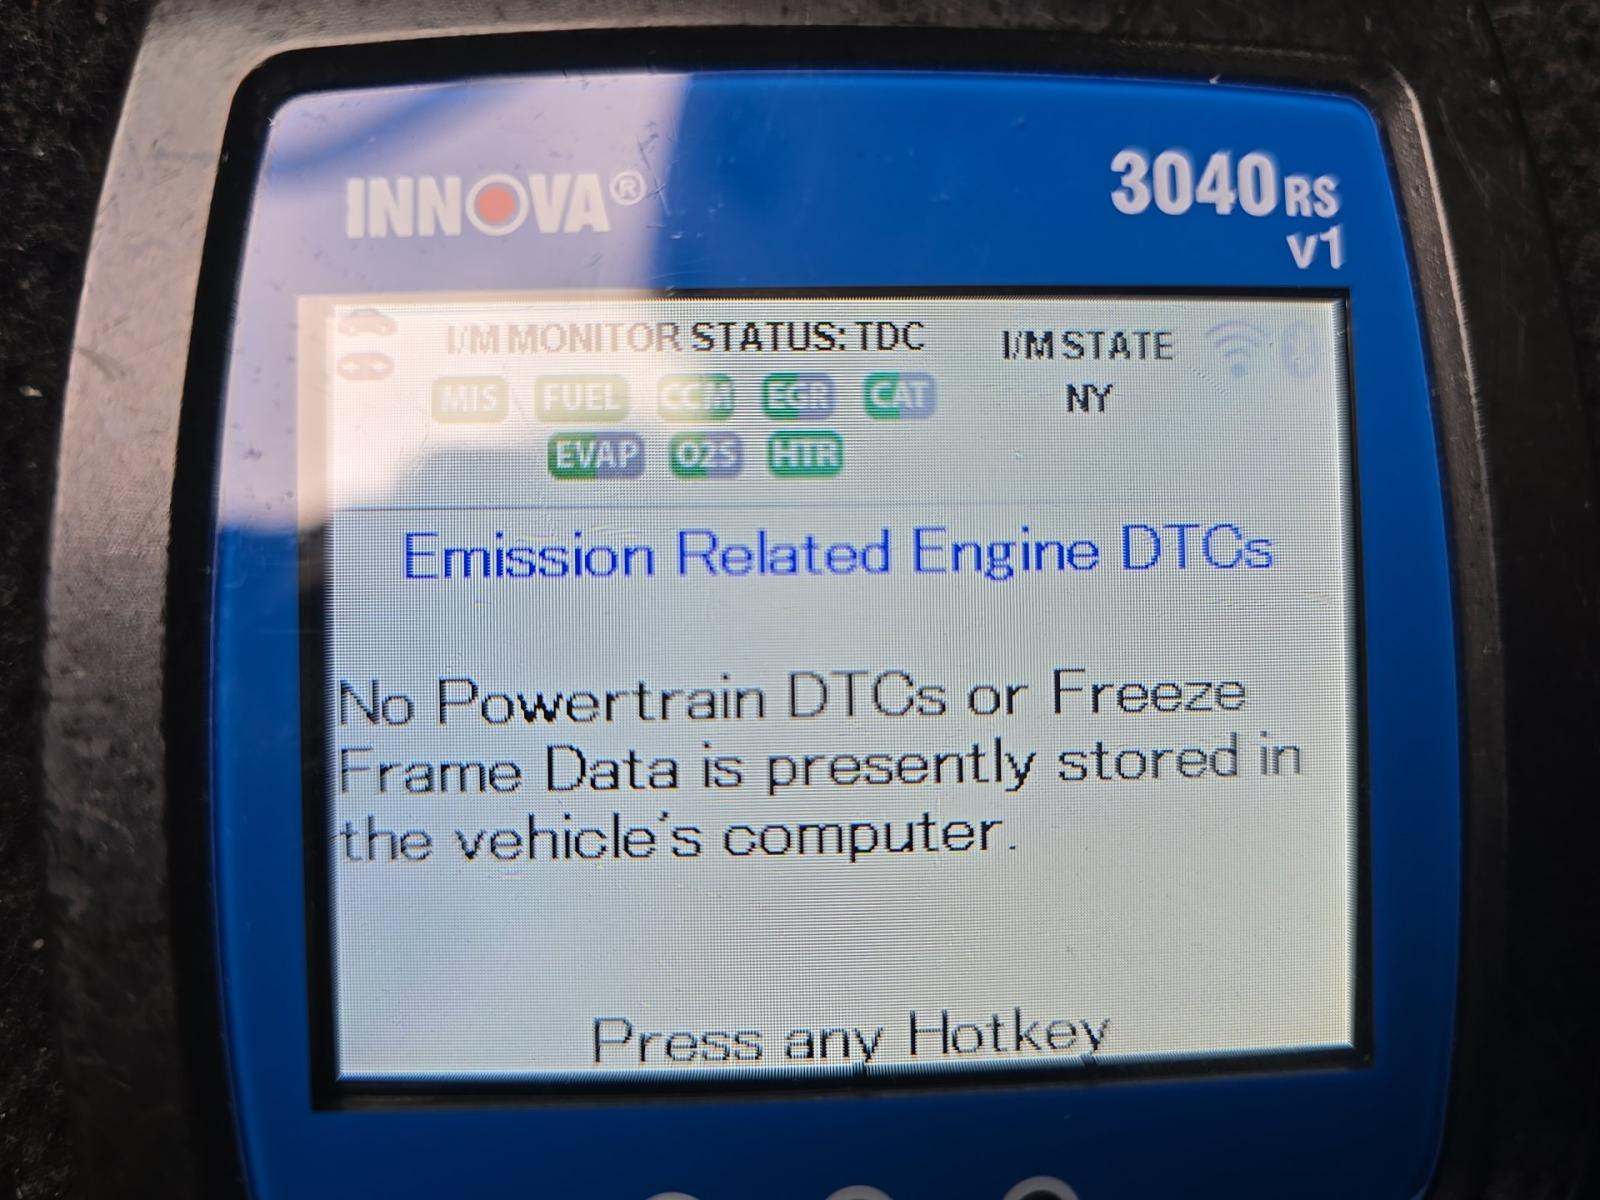 INNOVA®
3040RS
v1
I/M MONITOR STATUS: TDC
I/M STATE
MIS FUEL CCM EGR CAT
NY
EVAP O2S HTR
Emission Related Engine DTCs
No Powertrain DTCs or Freeze
Frame Data is presently stored in
the vehicle's computer.
Press any Hotkey